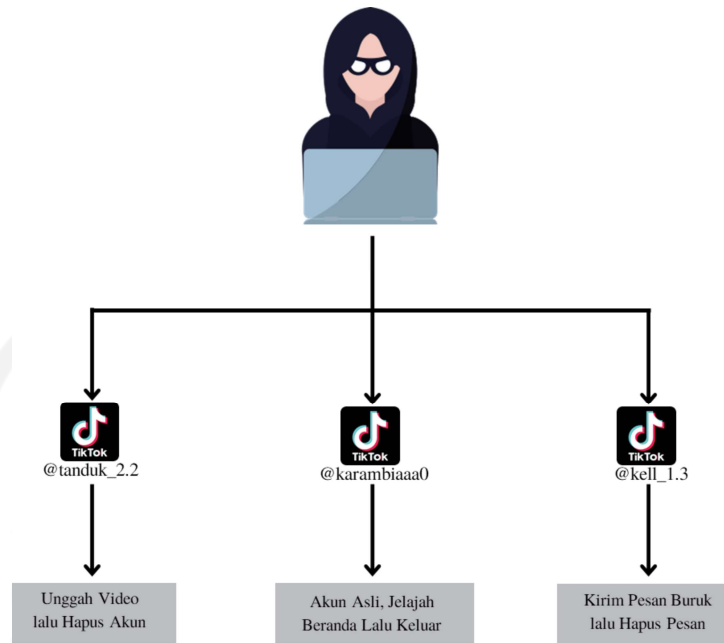 TikTok
@tanduk_2.2
TikTok
@karambiaaa0
TikTok
@kell_1.3
Unggah Video
lalu Hapus Akun
Akun Asli, Jelajah
Beranda Lalu Keluar
Kirim Pesan Buruk
lalu Hapus Pesan